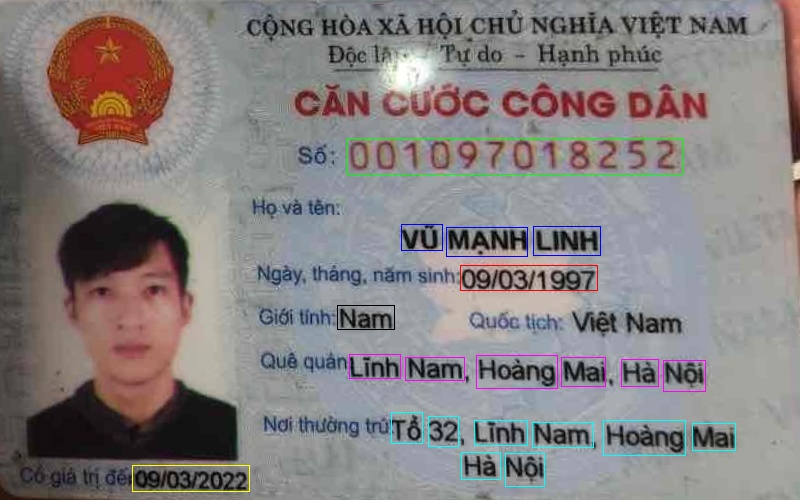 CỘNG HÒA XÃ HỘI CHỦ NGHĨA VIỆT NAM
Độc lập - Tự do - Hạnh phúc
CĂN CƯỚC CÔNG DÂN
Số: 001097018252
Họ và tên:
VŨ MẠNH LINH
Ngày, tháng, năm sinh: 09/03/1997
Giới tính: Nam Quốc tịch: Việt Nam
Quê quán: Lĩnh Nam, Hoàng Mai, Hà Nội
Nơi thường trú: Tổ 32, Lĩnh Nam, Hoàng Mai
Hà Nội
Có giá trị đến 09/03/2022